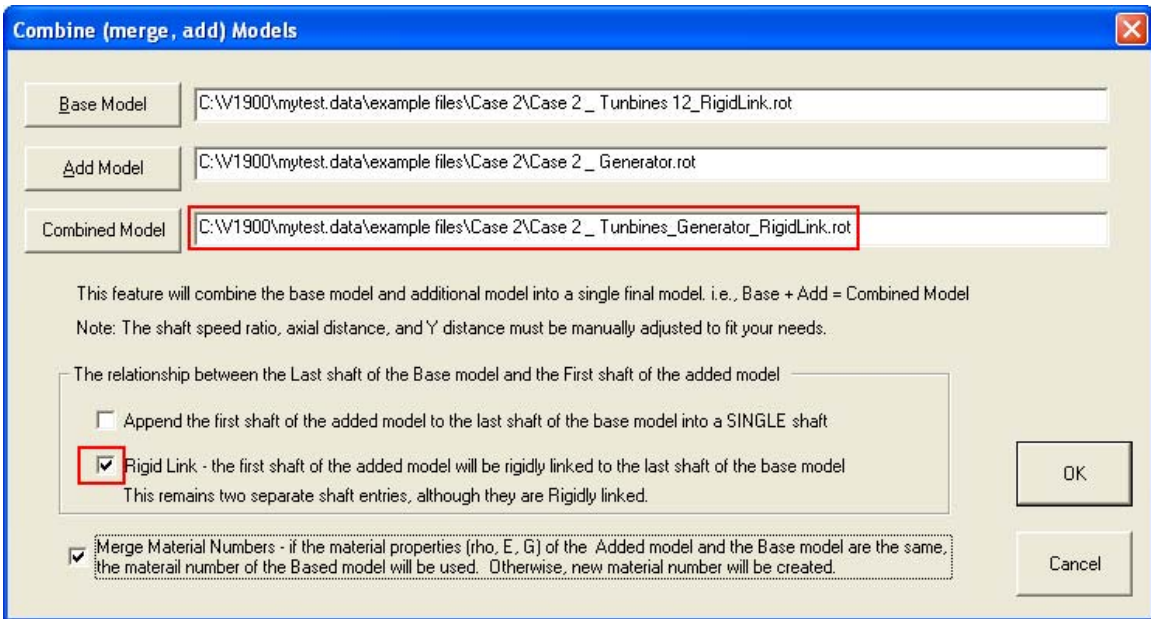 Combine (merge, add) Models
Base Model
C:\V1900\mytest.data\example files\Case 2\Case 2 _ Tunbines 12_RigidLink.rot
Add Model
C:\V1900\mytest.data\example files\Case 2\Case 2 _ Generator.rot
Combined Model
C:\V1900\mytest.data\example files\Case 2\Case 2 _ Tunbines_Generator_RigidLink.rot
This feature will combine the base model and additional model into a single final model. i.e., Base + Add = Combined Model
Note: The shaft speed ratio, axial distance, and Y distance must be manually adjusted to fit your needs.
The relationship between the Last shaft of the Base model and the First shaft of the added model
Append the first shaft of the added model to the last shaft of the base model into a SINGLE shaft
Rigid Link - the first shaft of the added model will be rigidly linked to the last shaft of the base model
This remains two separate shaft entries, although they are Rigidly linked.
OK
Merge Material Numbers - if the material properties (rho, E, G) of the Added model and the Base model are the same,
the materail number of the Based model will be used. Otherwise, new material number will be created.
Cancel